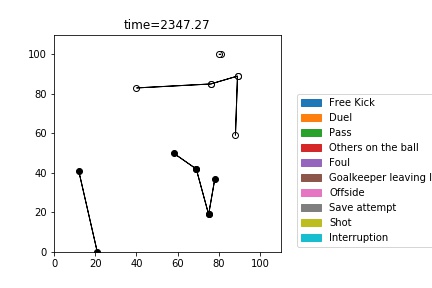 time=2347.27
100
80
60
40
20
0
0 20 40 60 80 100
Free Kick
Duel
Pass
Others on the ball
Foul
Goalkeeper leaving l
Offside
Save attempt
Shot
Interruption